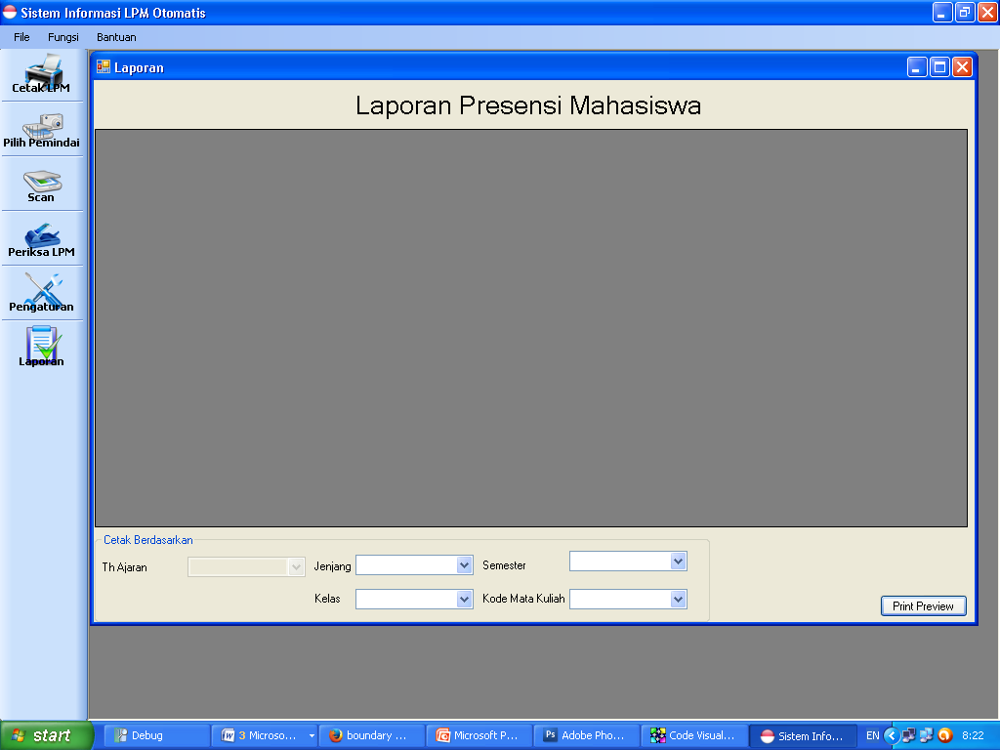 Sistem Informasi LPM Otomatis
File Fungsi Bantuan
Cetak LPM
Pilih Pemindai
Scan
Periksa LPM
Pengaturan
Laporan
Laporan
Laporan Presensi Mahasiswa
Cetak Berdasarkan
Th Ajaran Jenjang Semester
Kelas Kode Mata Kuliah
Print Preview
start Debug 3 Microso... boundary ... Microsoft P... Adobe Pho... Code Visual... Sistem Info... EN 8:22